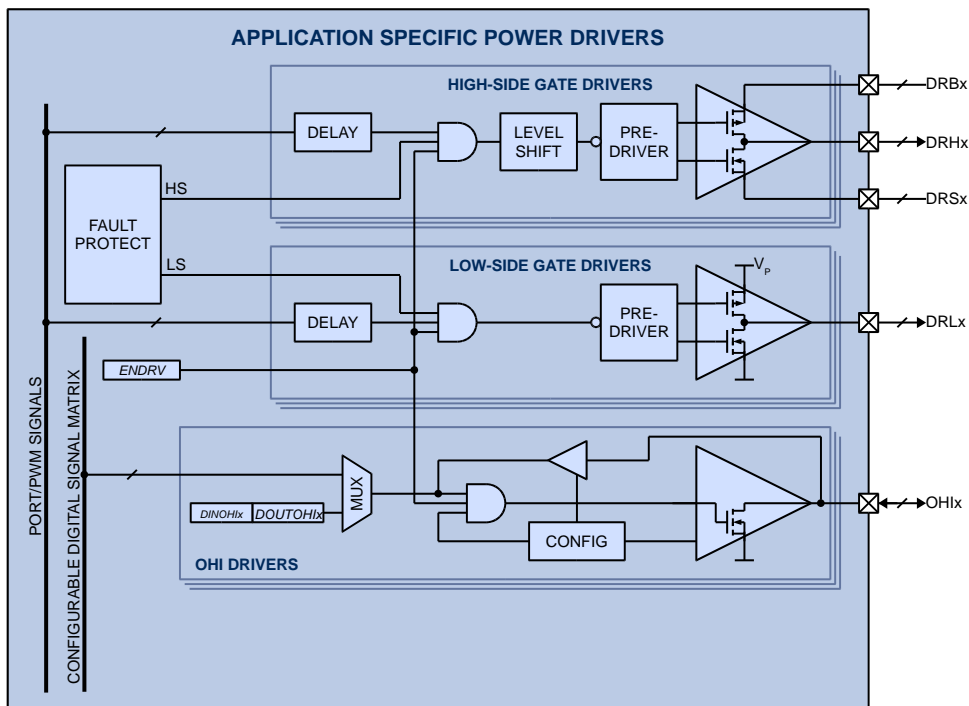 APPLICATION SPECIFIC POWER DRIVERS
HIGH-SIDE GATE DRIVERS
DRBx
DELAY
LEVEL
SHIFT
PRE-
DRIVER
DRHx
HS
DRSx
FAULT
PROTECT
LS
LOW-SIDE GATE DRIVERS
VP
DELAY
PRE-
DRIVER
DRLx
ENDRV
PORT/PWM SIGNALS
CONFIGURABLE DIGITAL SIGNAL MATRIX
MUX
DINOHIx
DOUTOHIx
OHIx
CONFIG
OHI DRIVERS